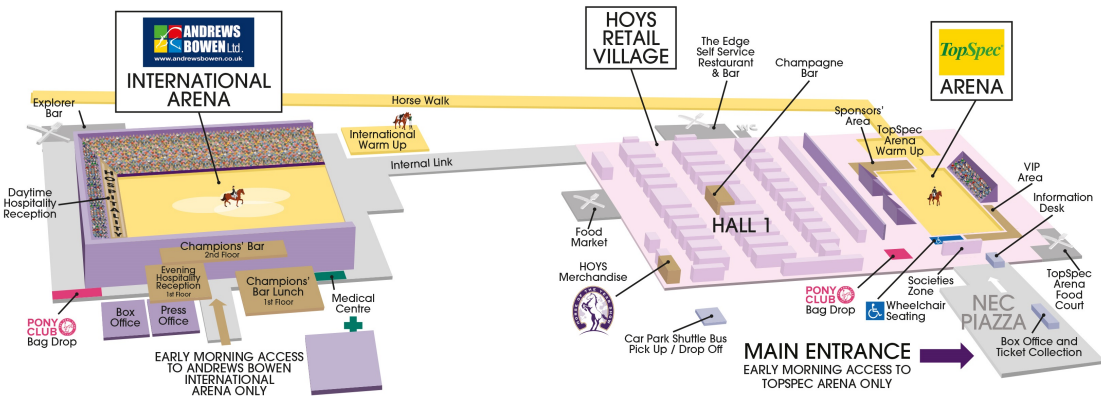 ANDREWS
BOWEN Ltd.
www.andrewsbowen.co.uk
INTERNATIONAL
ARENA
HOYS
RETAIL
VILLAGE
The Edge
Self Service
Restaurant
& Bar
Champagne
Bar
TopSpec
ARENA
Explorer
Bar
Horse Walk
International
Warm Up
Internal Link
WC
Sponsors'
Area
TopSpec
Arena
Warm Up
VIP
Area
Information
Desk
Daytime
Hospitality
Reception
HOSPITALITY
Food
Market
HALL 1
Champions' Bar
2nd Floor
Evening
Hospitality
Reception
1st Floor
Champions'
Bar Lunch
1st Floor
Medical
Centre
HOYS
Merchandise
PONY
CLUB
Bag Drop
Box
Office
Press
Office
EARLY MORNING ACCESS
TO ANDREWS BOWEN
INTERNATIONAL
ARENA ONLY
Car Park Shuttle Bus
Pick Up / Drop Off
PONY
CLUB
Bag Drop
Wheelchair
Seating
Societies
Zone
NEC
PIAZZA
TopSpec
Arena
Food
Court
Box Office and
Ticket Collection
MAIN ENTRANCE
EARLY MORNING ACCESS TO
TOPSPEC ARENA ONLY